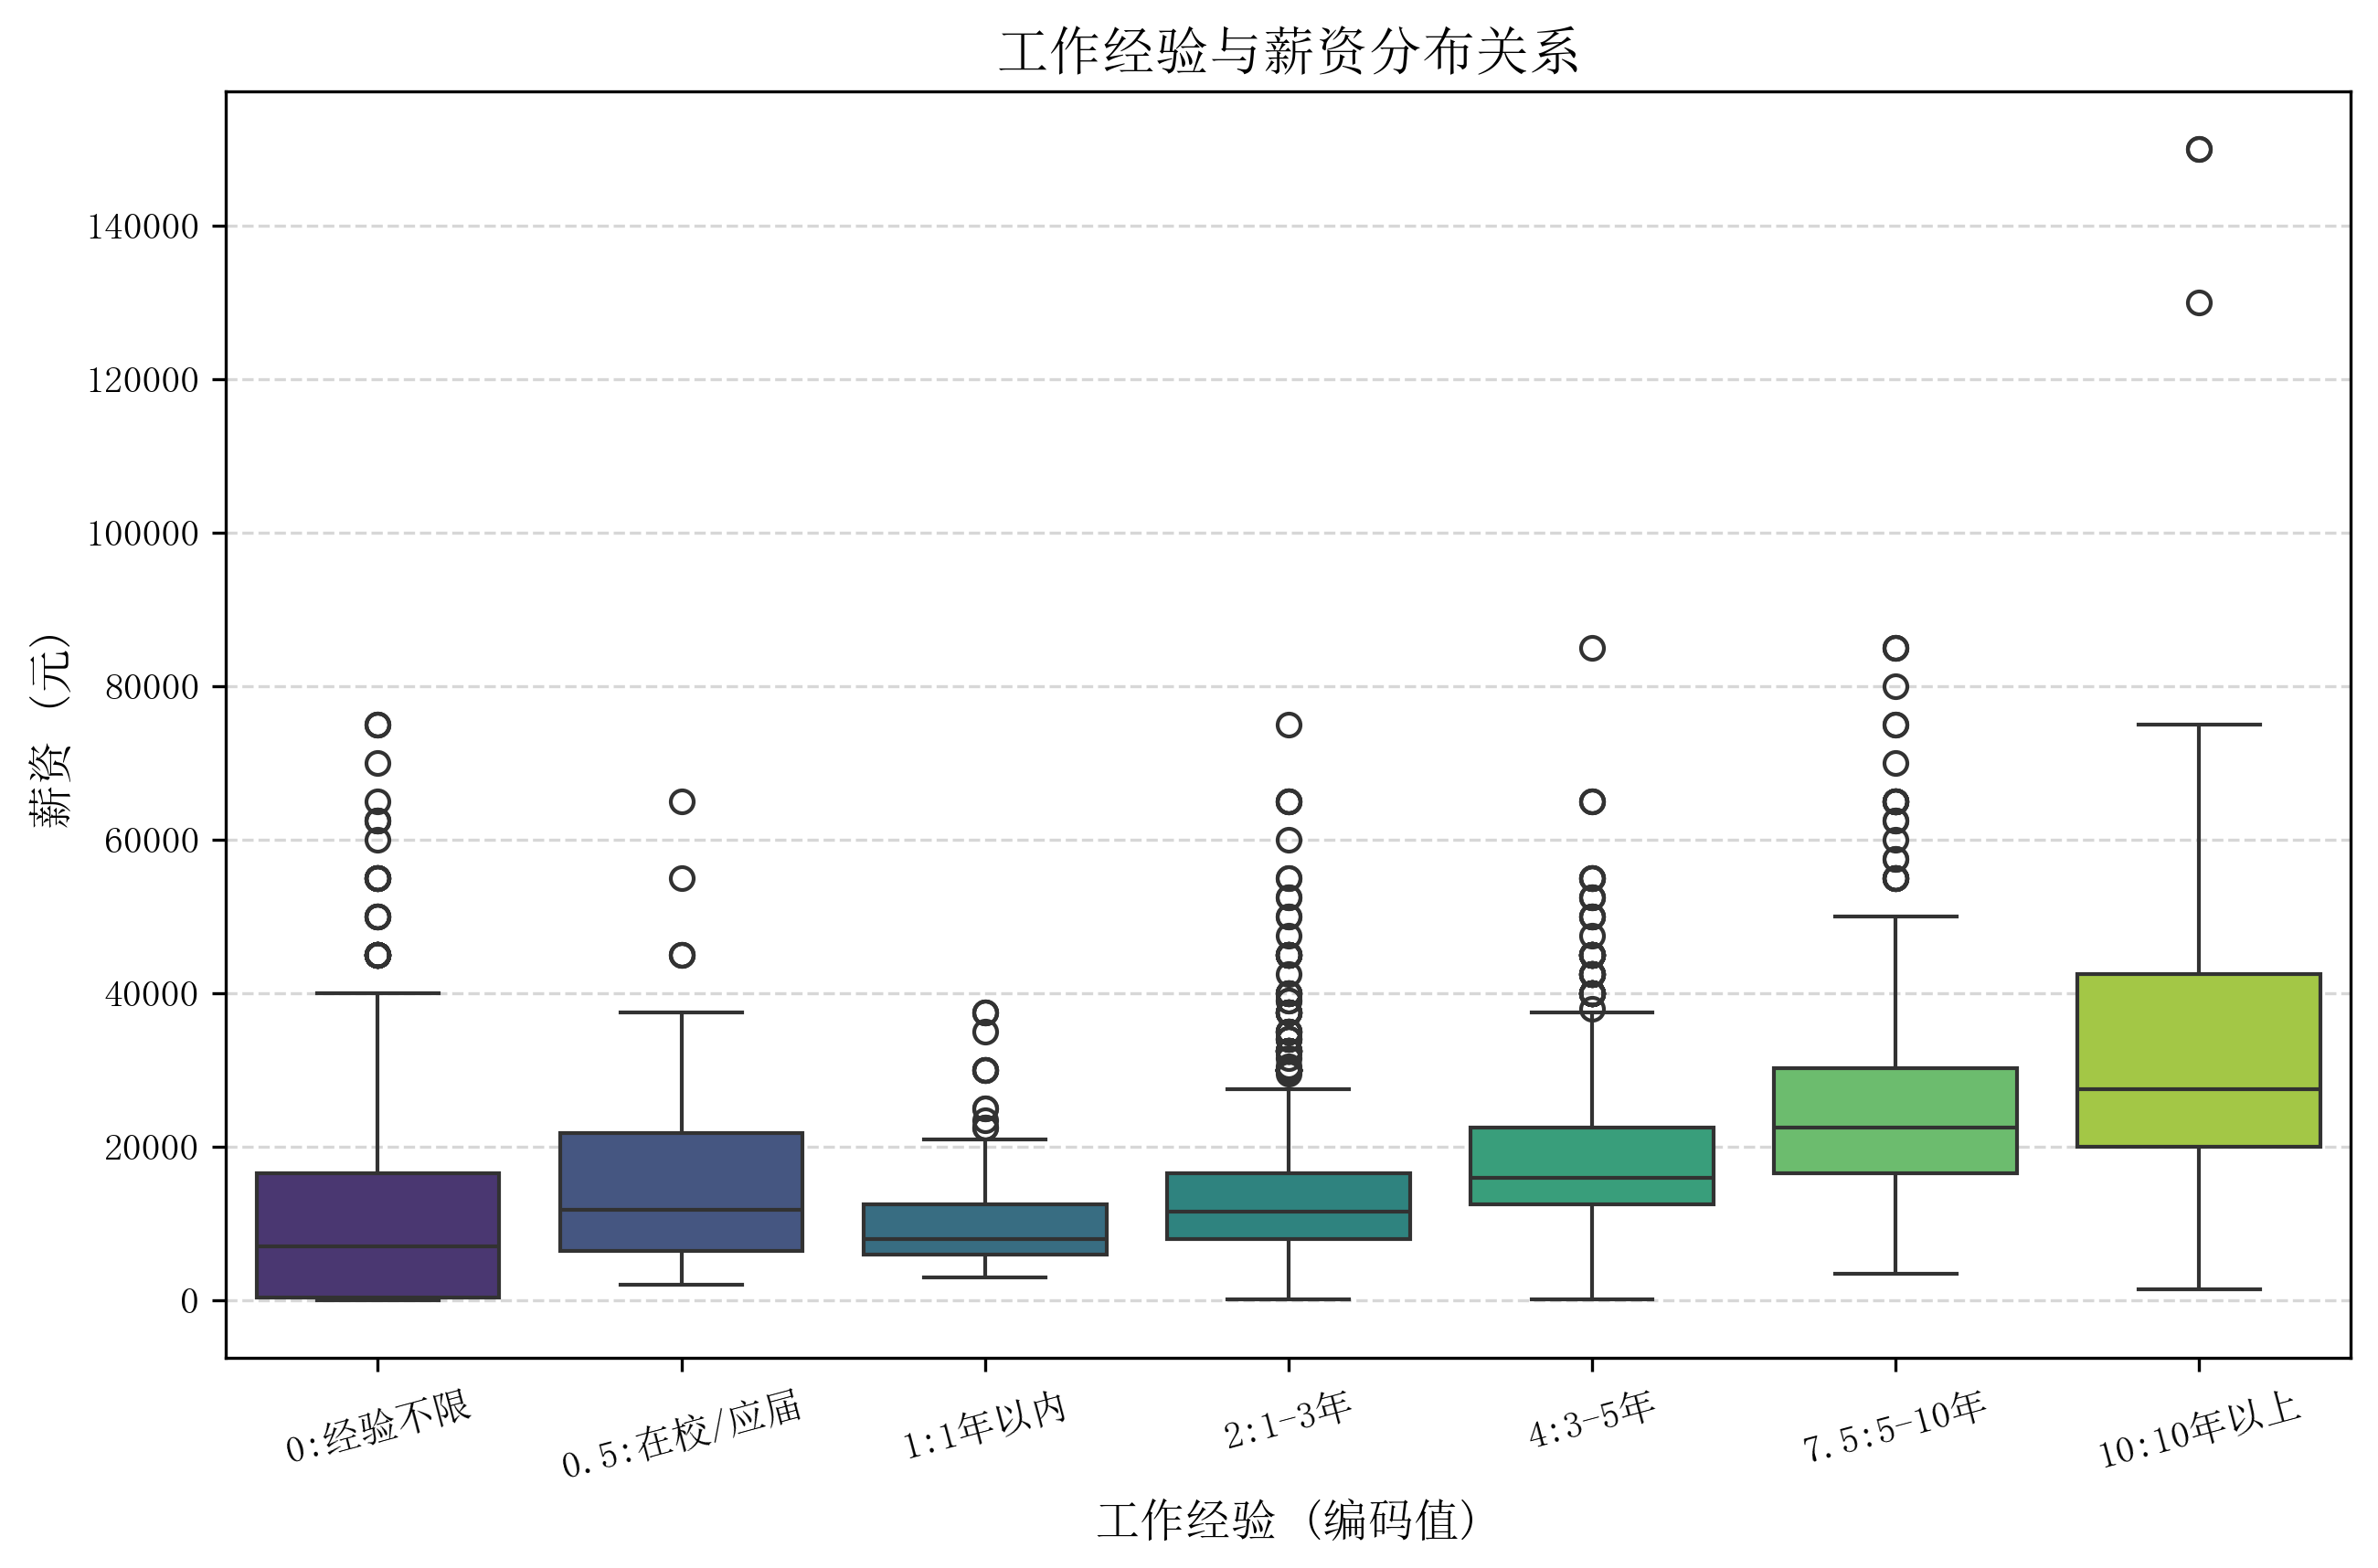 工作经验与薪资分布关系
薪资（元）
140000
120000
100000
80000
60000
40000
20000
0
0:经验不限
0.5:在校/应届
1:1年以内
2:1-3年
4:3-5年
7.5:5-10年
10:10年以上
工作经验（编码值）